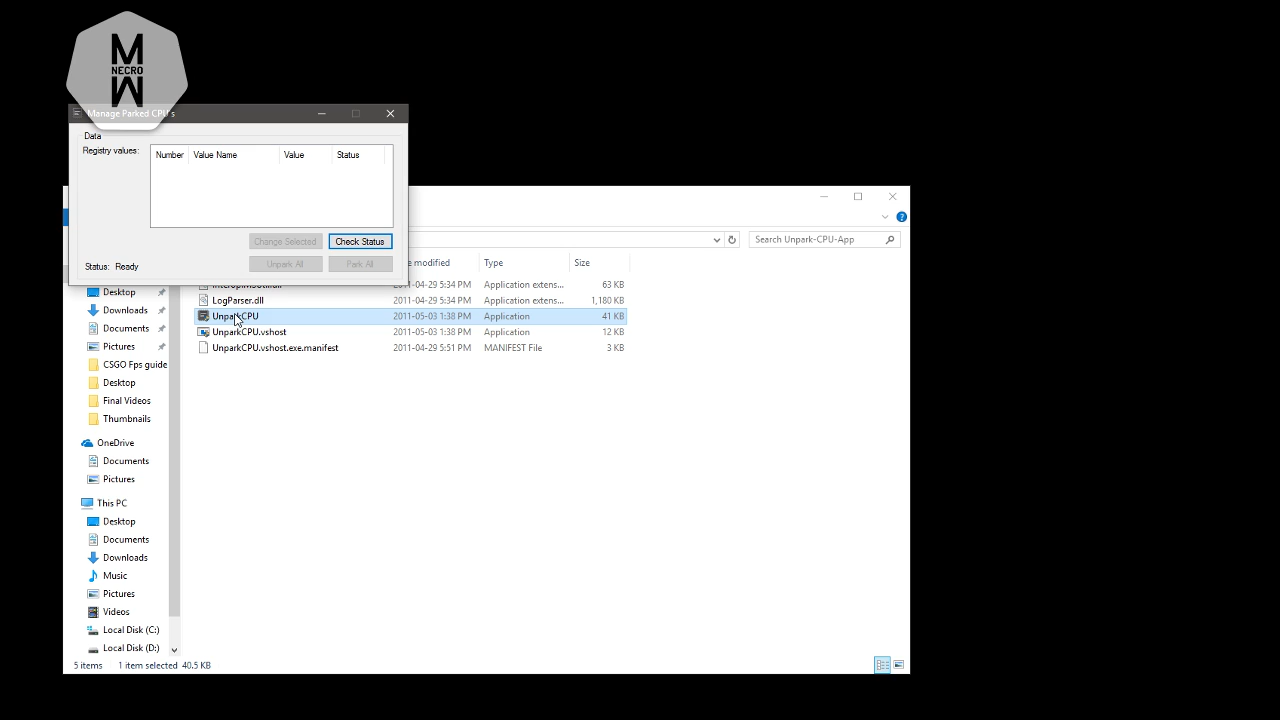 M
NECRO
M
Manage Parked CPU's
Data
Registry values:
Number Value Name Value Status
Change Selected Check Status
Status: Ready Unpark All Park All
Search Unpark-CPU-App
modified Type Size
2011-04-29 5:34 PM Application extens... 63 KB
LogParser.dll 2011-04-29 5:34 PM Application extens... 1,180 KB
UnparkCPU 2011-05-03 1:38 PM Application 41 KB
UnparkCPU.vshost 2011-05-03 1:38 PM Application 12 KB
UnparkCPU.vshost.exe.manifest 2011-04-29 5:51 PM MANIFEST File 3 KB
Desktop
Downloads
Documents
Pictures
CSGO Fps guide
Desktop
Final Videos
Thumbnails
OneDrive
Documents
Pictures
This PC
Desktop
Documents
Downloads
Music
Pictures
Videos
Local Disk (C:)
Local Disk (D:)
5 items 1 item selected 40.5 KB